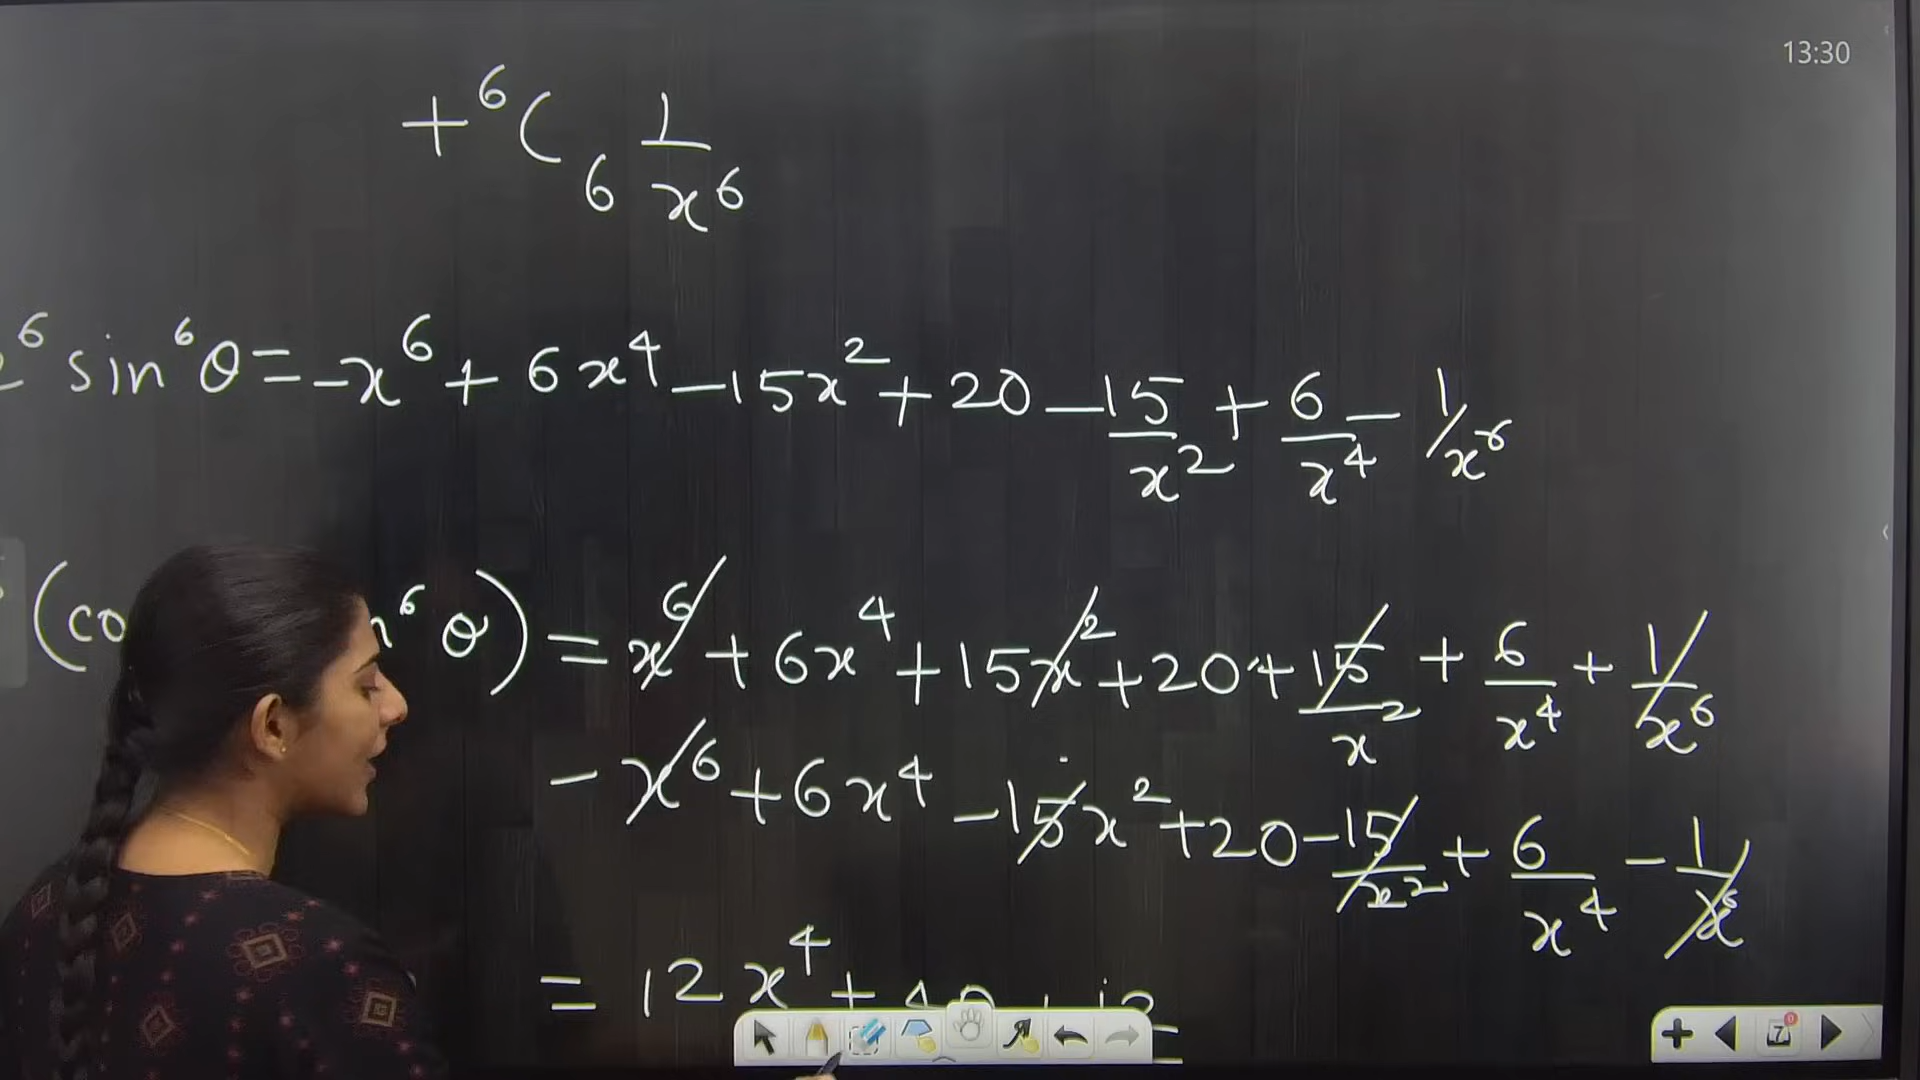 13:30
+ ⁶C₆ 1/x⁶
⁶ sin⁶θ = -x⁶ + 6x⁴ - 15x² + 20 - 15/x² + 6/x⁴ - 1/x⁶
(co n⁶θ) = x⁶ + 6x⁴ + 15x² + 20 + 15/x² + 6/x⁴ + 1/x⁶
- x⁶ + 6x⁴ - 15x² + 20 - 15/x² + 6/x⁴ - 1/x⁶
= 12x⁴ +
7